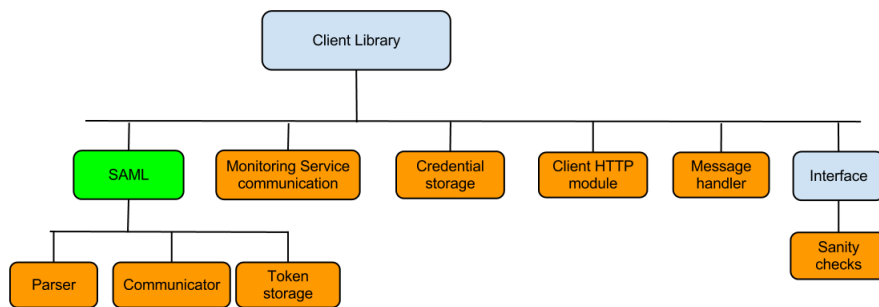 Client Library
SAML
Monitoring Service
communication
Credential
storage
Client HTTP
module
Message
handler
Interface
Parser
Communicator
Token
storage
Sanity
checks